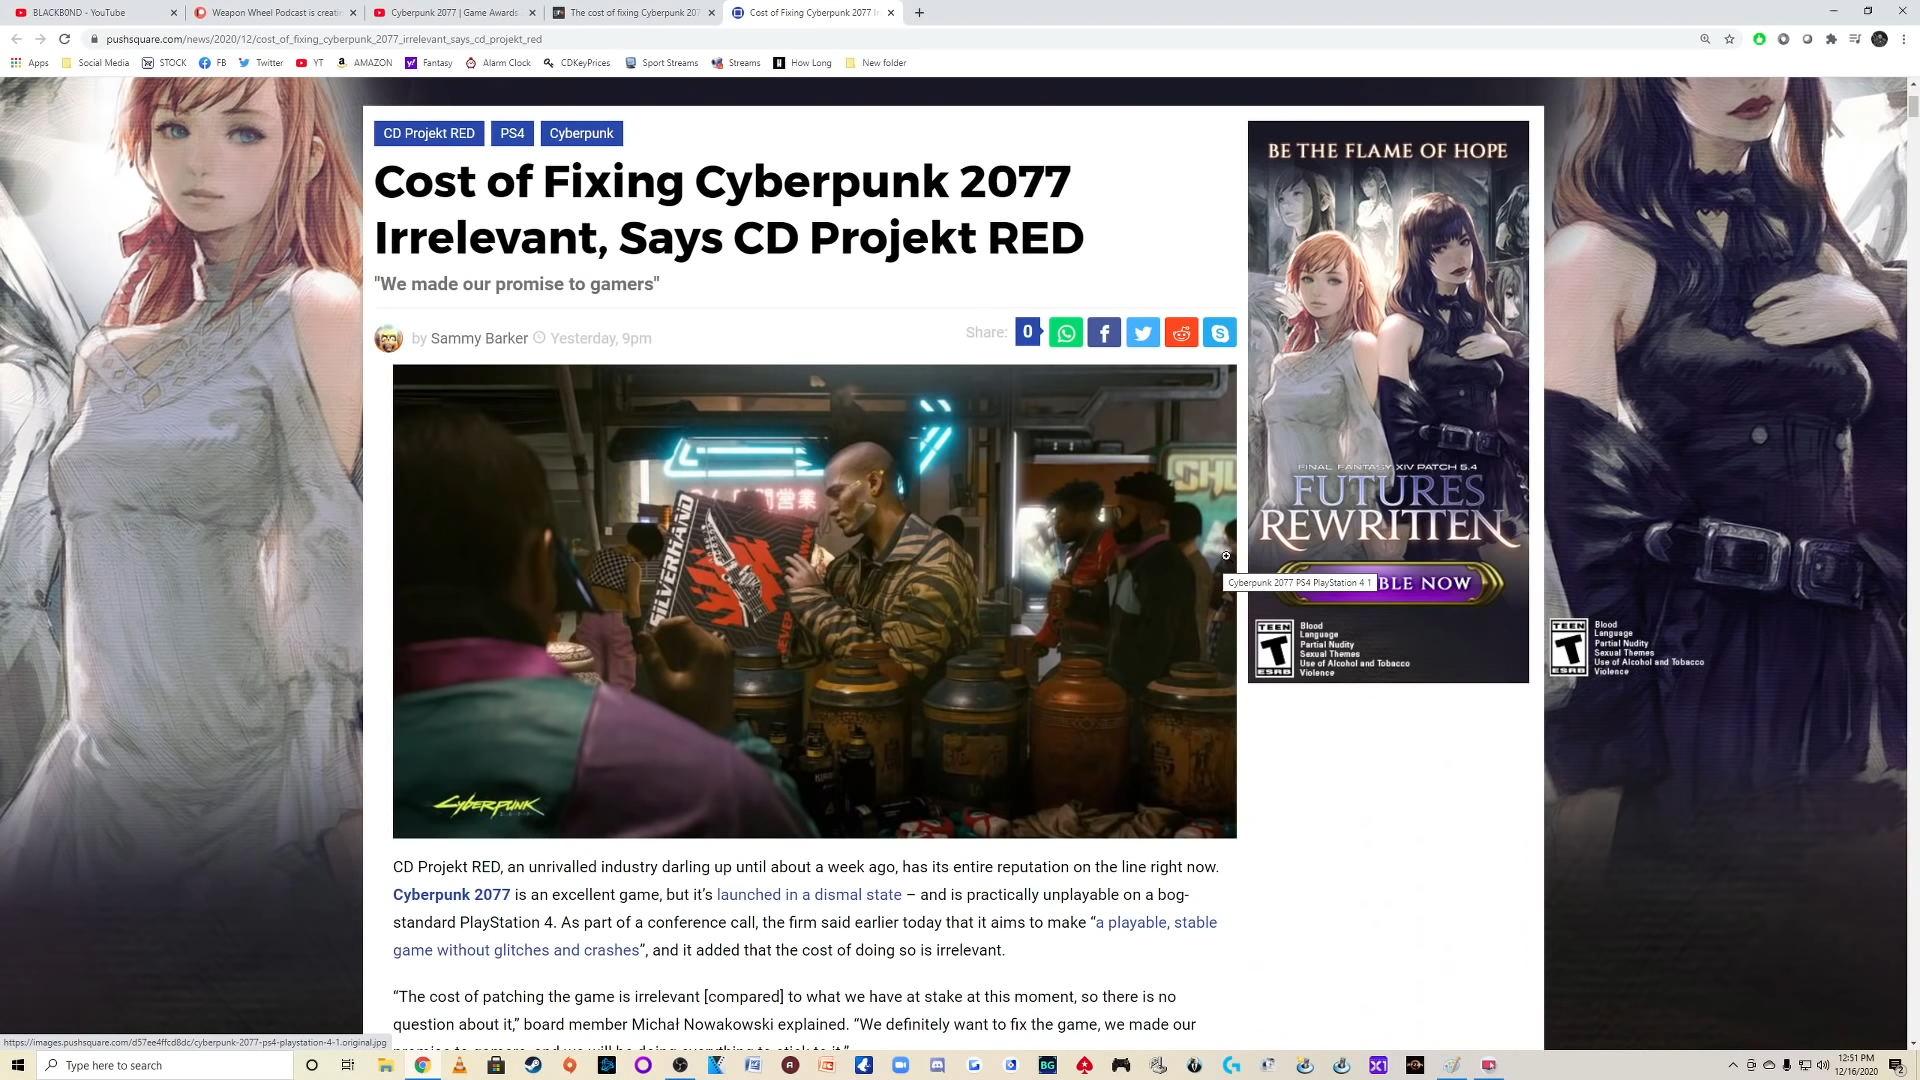 BLACKB0ND - YouTube
Weapon Wheel Podcast is creati
Cyberpunk 2077 | Game Awards
The cost of fixing Cyberpunk 207
Cost of Fixing Cyberpunk 2077 Ir
pushsquare.com/news/2020/12/cost_of_fixing_cyberpunk_2077_irrelevant_says_cd_projekt_red
Apps
Social Media
STOCK
FB
Twitter
YT
AMAZON
Fantasy
Alarm Clock
CDKeyPrices
Sport Streams
Streams
How Long
New folder
CD Projekt RED
PS4
Cyberpunk
Cost of Fixing Cyberpunk 2077
Irrelevant, Says CD Projekt RED
"We made our promise to gamers"
by Sammy Barker Yesterday, 9pm
Share: 0
SILVERHAND
営業
CYBERPUNK
2077
BE THE FLAME OF HOPE
FINAL FANTASY XIV PATCH 5.4
FUTURES
REWRITTEN
BLE NOW
Cyberpunk 2077 PS4 PlayStation 4 1
TEEN
T
ESRB
Blood
Language
Partial Nudity
Sexual Themes
Use of Alcohol and Tobacco
Violence
TEEN
T
ESRB
Blood
Language
Partial Nudity
Sexual Themes
Use of Alcohol and Tobacco
Violence
CD Projekt RED, an unrivalled industry darling up until about a week ago, has its entire reputation on the line right now.
Cyberpunk 2077 is an excellent game, but it's launched in a dismal state – and is practically unplayable on a bog-
standard PlayStation 4. As part of a conference call, the firm said earlier today that it aims to make “a playable, stable
game without glitches and crashes”, and it added that the cost of doing so is irrelevant.
“The cost of patching the game is irrelevant [compared] to what we have at stake at this moment, so there is no
question about it,” board member Michał Nowakowski explained. “We definitely want to fix the game, we made our
https://images.pushsquare.com/d57ee4ffcd8dc/cyberpunk-2077-ps4-playstation-4-1.original.jpg
Type here to search
BG
X1
12:51 PM
12/16/2020